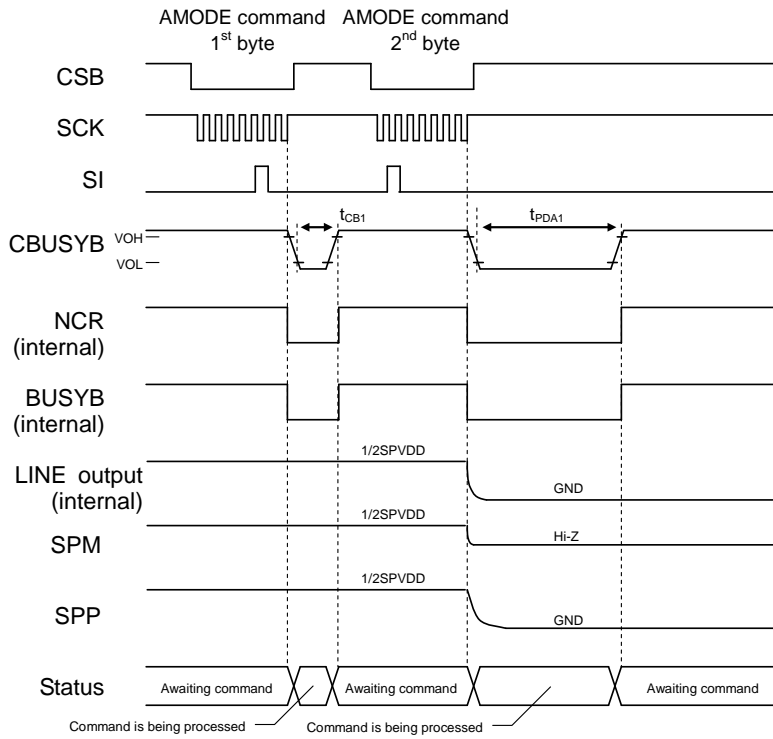 AMODE command
1st byte
AMODE command
2nd byte
CSB
SCK
SI
tCB1
tPDA1
CBUSYB
VOH
VOL
NCR
(internal)
BUSYB
(internal)
1/2SPVDD
LINE output
(internal)
GND
1/2SPVDD
SPM
Hi-Z
1/2SPVDD
SPP
GND
Status
Awaiting command
Awaiting command
Awaiting command
Command is being processed
Command is being processed